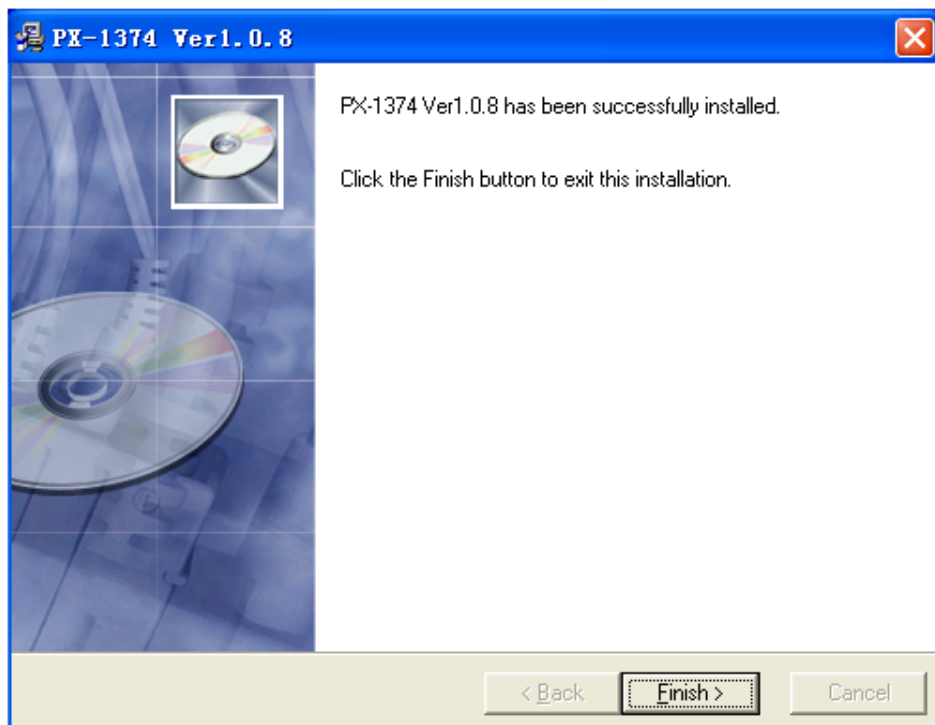 PX-1374 Ver1.0.8
PX-1374 Ver1.0.8 has been successfully installed.
Click the Finish button to exit this installation.
< Back Finish > Cancel